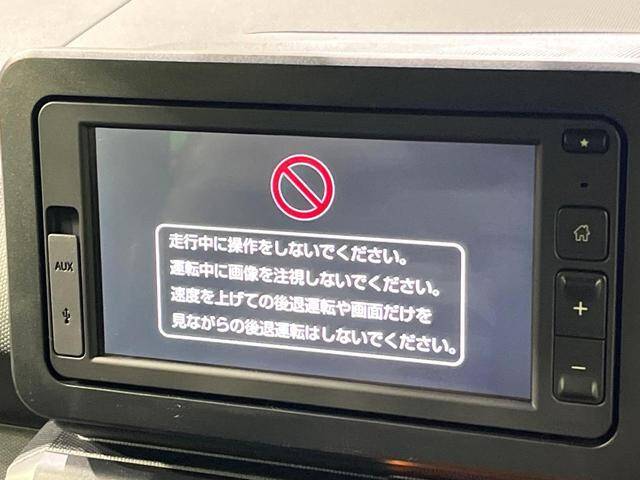 走行中に操作をしないでください。
運転中に画像を注視しないでください。
速度を上げての後退運転や画面だけを
見ながらの後退運転はしないでください。
AUX
+
−